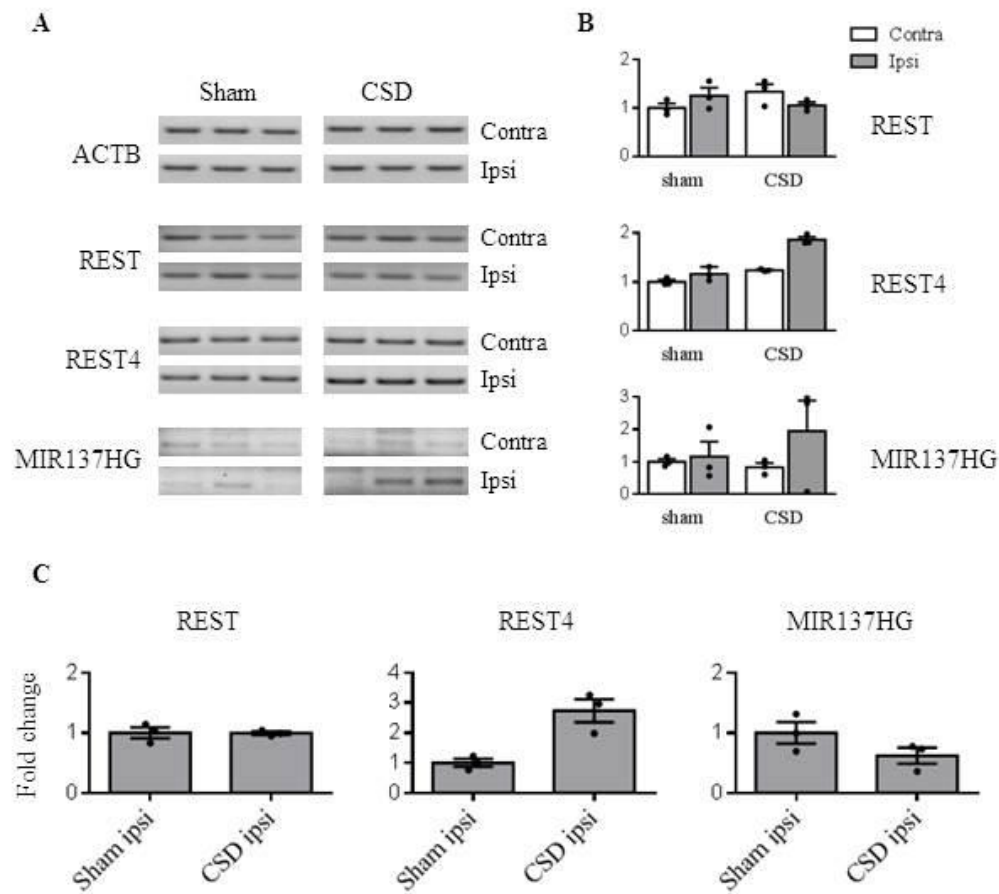 A
Sham CSD
ACTB
Contra
Ipsi
REST
Contra
Ipsi
REST4
Contra
Ipsi
MIR137HG
Contra
Ipsi
B
Contra
Ipsi
2
1
0
sham CSD
REST
2
1
0
sham CSD
REST4
3
2
1
0
sham CSD
MIR137HG
C
REST
Fold change
2
1
0
Sham ipsi
CSD ipsi
REST4
4
3
2
1
0
Sham ipsi
CSD ipsi
MIR137HG
2
1
0
Sham ipsi
CSD ipsi